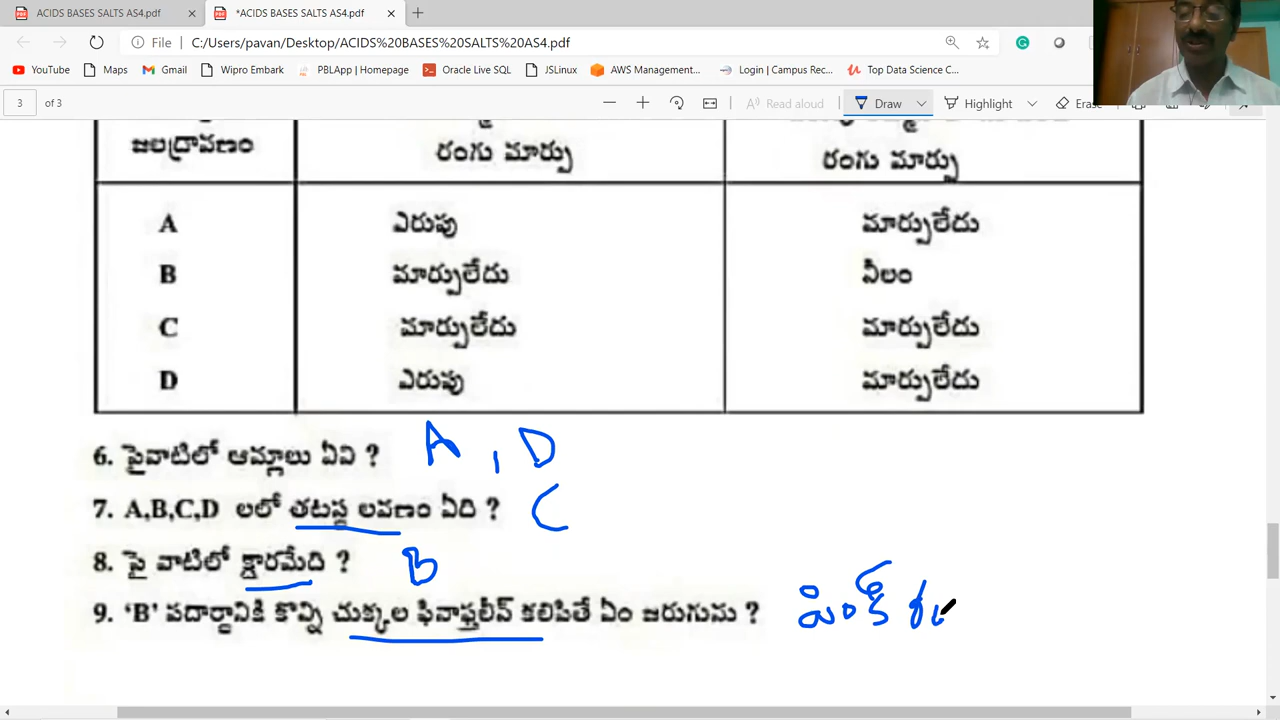 ACIDS BASES SALTS AS4.pdf
*ACIDS BASES SALTS AS4.pdf
File C:/Users/pavan/Desktop/ACIDS%20BASES%20SALTS%20AS4.pdf
YouTube Maps Gmail Wipro Embark PBLApp | Homepage Oracle Live SQL JSLinux AWS Management... Login | Campus Rec... Top Data Science C...
3 of 3 Read aloud Draw Highlight Erase
జలద్రావణం రంగు మార్పు రంగు మార్పు
A ఎరుపు మార్పులేదు
B మార్పులేదు నీలం
C మార్పులేదు మార్పులేదు
D ఎరుపు మార్పులేదు
6. పైవాటిలో ఆమ్లాలు ఏవి ? A, D
7. A,B,C,D లలో తటస్థ లవణం ఏది ? C
8. పై వాటిలో క్షారమేది ? B
9. ‘B’ పదార్థానికి కొన్ని చుక్కల ఫినాఫ్తలీన్ కలిపితే ఏం జరుగును ? పింక్